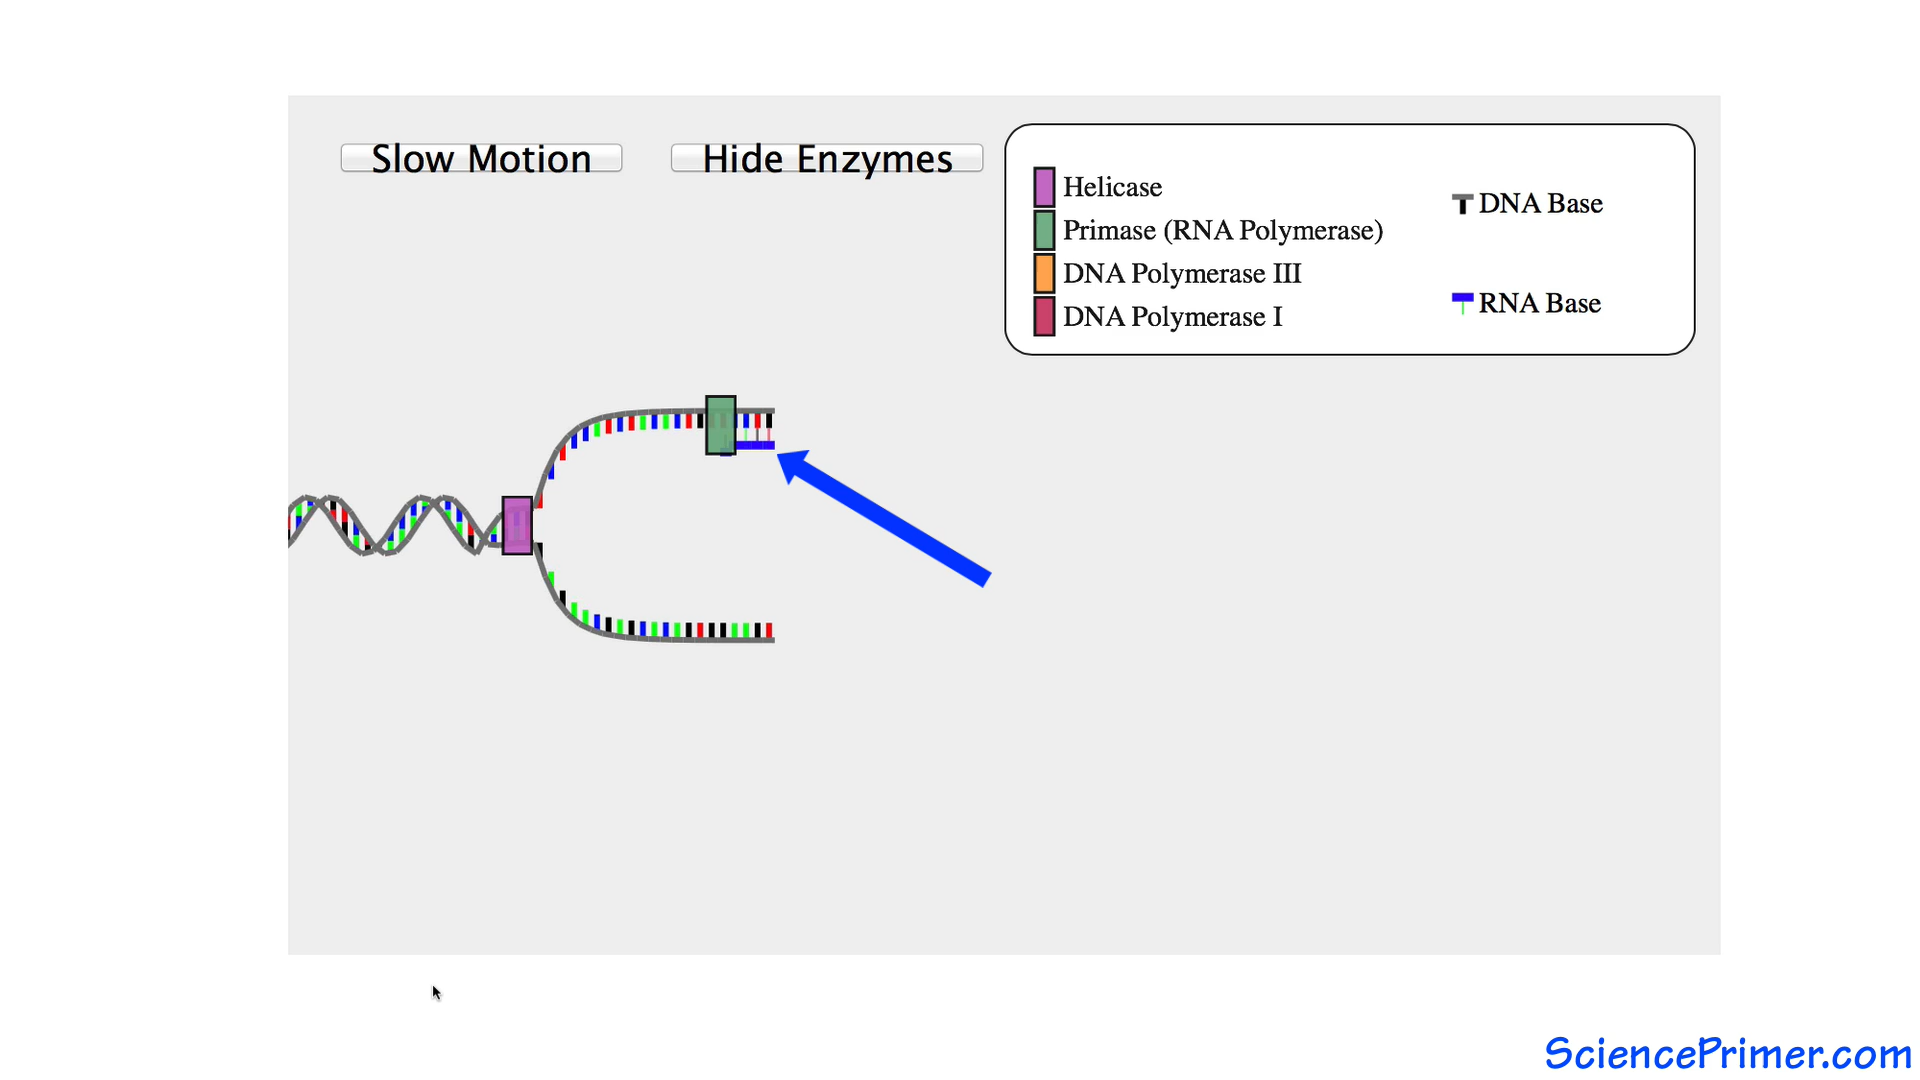 Slow Motion
Hide Enzymes
Helicase
Primase (RNA Polymerase)
DNA Polymerase III
DNA Polymerase I
DNA Base
RNA Base
SciencePrimer.com